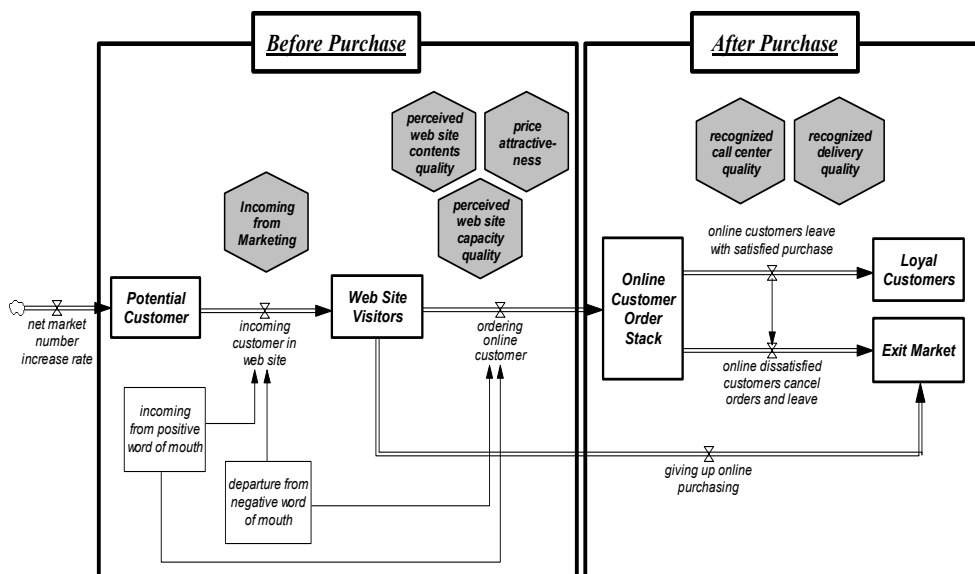 Before Purchase
After Purchase
perceived
web site
contents
quality
price
attractive-
ness
perceived
web site
capacity
quality
Incoming
from
Marketing
recognized
call center
quality
recognized
delivery
quality
online customers leave
with satisfied purchase
Potential
Customer
Web Site
Visitors
Online
Customer
Order
Stack
Loyal
Customers
Exit Market
net market
number
increase rate
incoming
customer in
web site
ordering
online
customer
online dissatisfied
customers cancel
orders and leave
incoming
from positive
word of mouth
departure from
negative word
of mouth
giving up online
purchasing